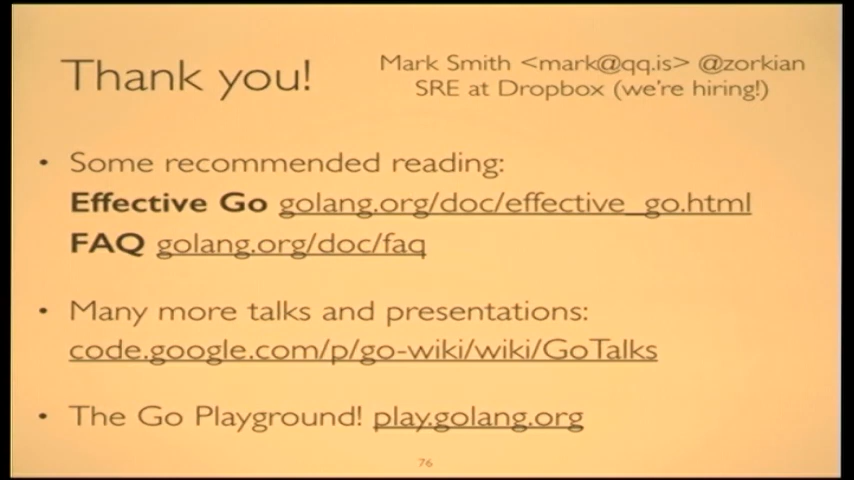 Thank you!
Mark Smith <mark@qq.is> @zorkian
SRE at Dropbox (we're hiring!)
• Some recommended reading:
Effective Go golang.org/doc/effective_go.html
FAQ golang.org/doc/faq
• Many more talks and presentations:
code.google.com/p/go-wiki/wiki/GoTalks
• The Go Playground! play.golang.org
76